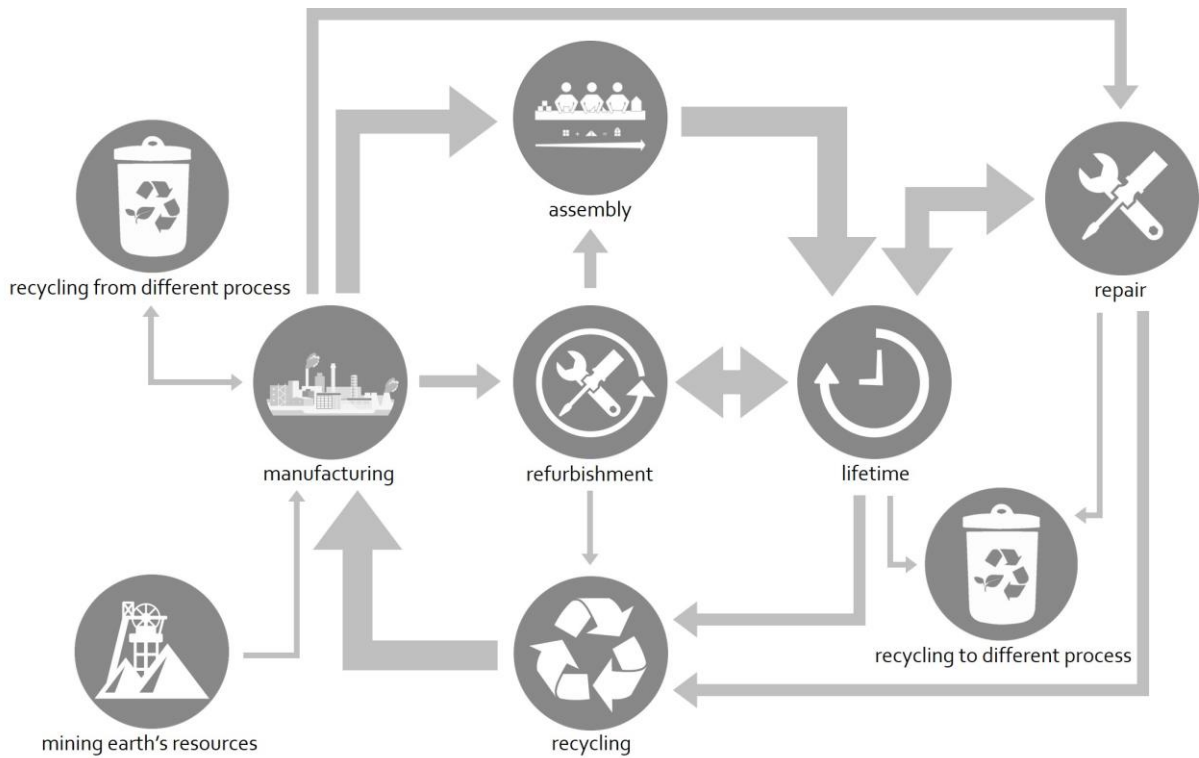 assembly
recycling from different process
repair
manufacturing
refurbishment
lifetime
recycling to different process
mining earth's resources
recycling